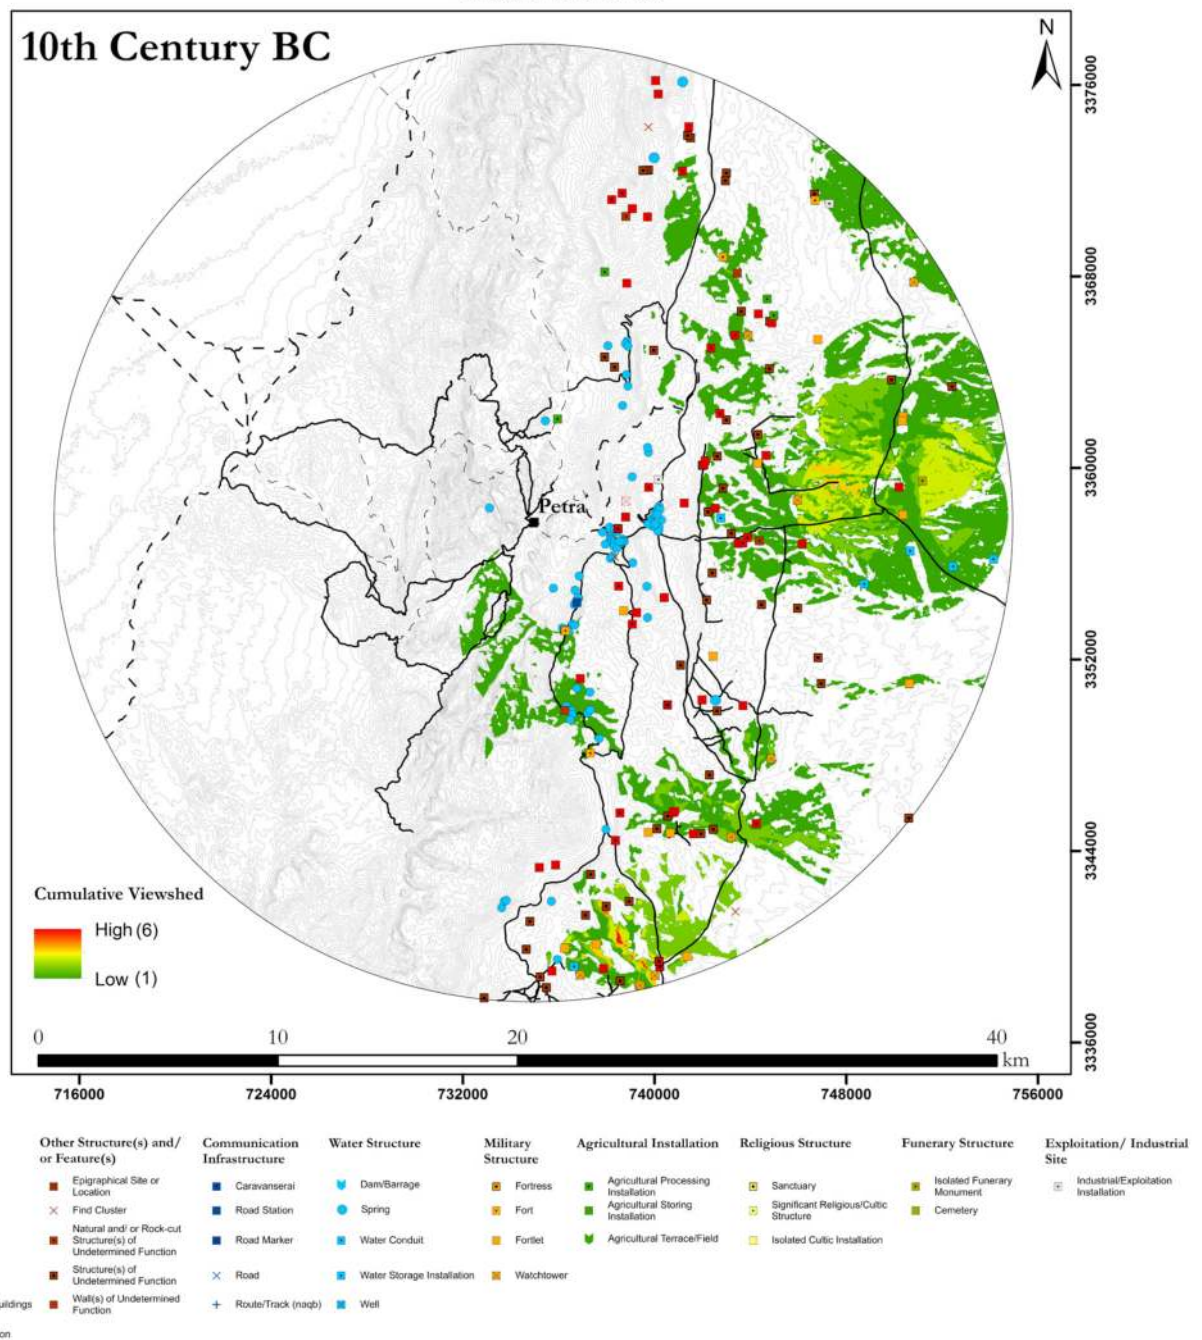 10th Century BC
N
3376000
3368000
3360000
3352000
3344000
3336000
Petra
Cumulative Viewshed
High (6)
Low (1)
0
10
20
40
km
716000
724000
732000
740000
748000
756000
Other Structure(s) and/
or Feature(s)
Epigraphical Site or
Location
Find Cluster
Natural and/ or Rock-cut
Structure(s) of
Undetermined Function
Structure(s) of
Undetermined Function
Wall(s) of Undetermined
Function
Communication
Infrastructure
Caravanserai
Road Station
Road Marker
Road
Route/Track (naqb)
Water Structure
Dam/Barrage
Spring
Water Conduit
Water Storage Installation
Well
Military
Structure
Fortress
Fort
Fortlet
Watchtower
Agricultural Installation
Agricultural Processing
Installation
Agricultural Storing
Installation
Agricultural Terrace/Field
Religious Structure
Sanctuary
Significant Religious/Cultic
Structure
Isolated Cultic Installation
Funerary Structure
Isolated Funerary
Monument
Cemetery
Exploitation/ Industrial
Site
Industrial/Exploitation
Installation